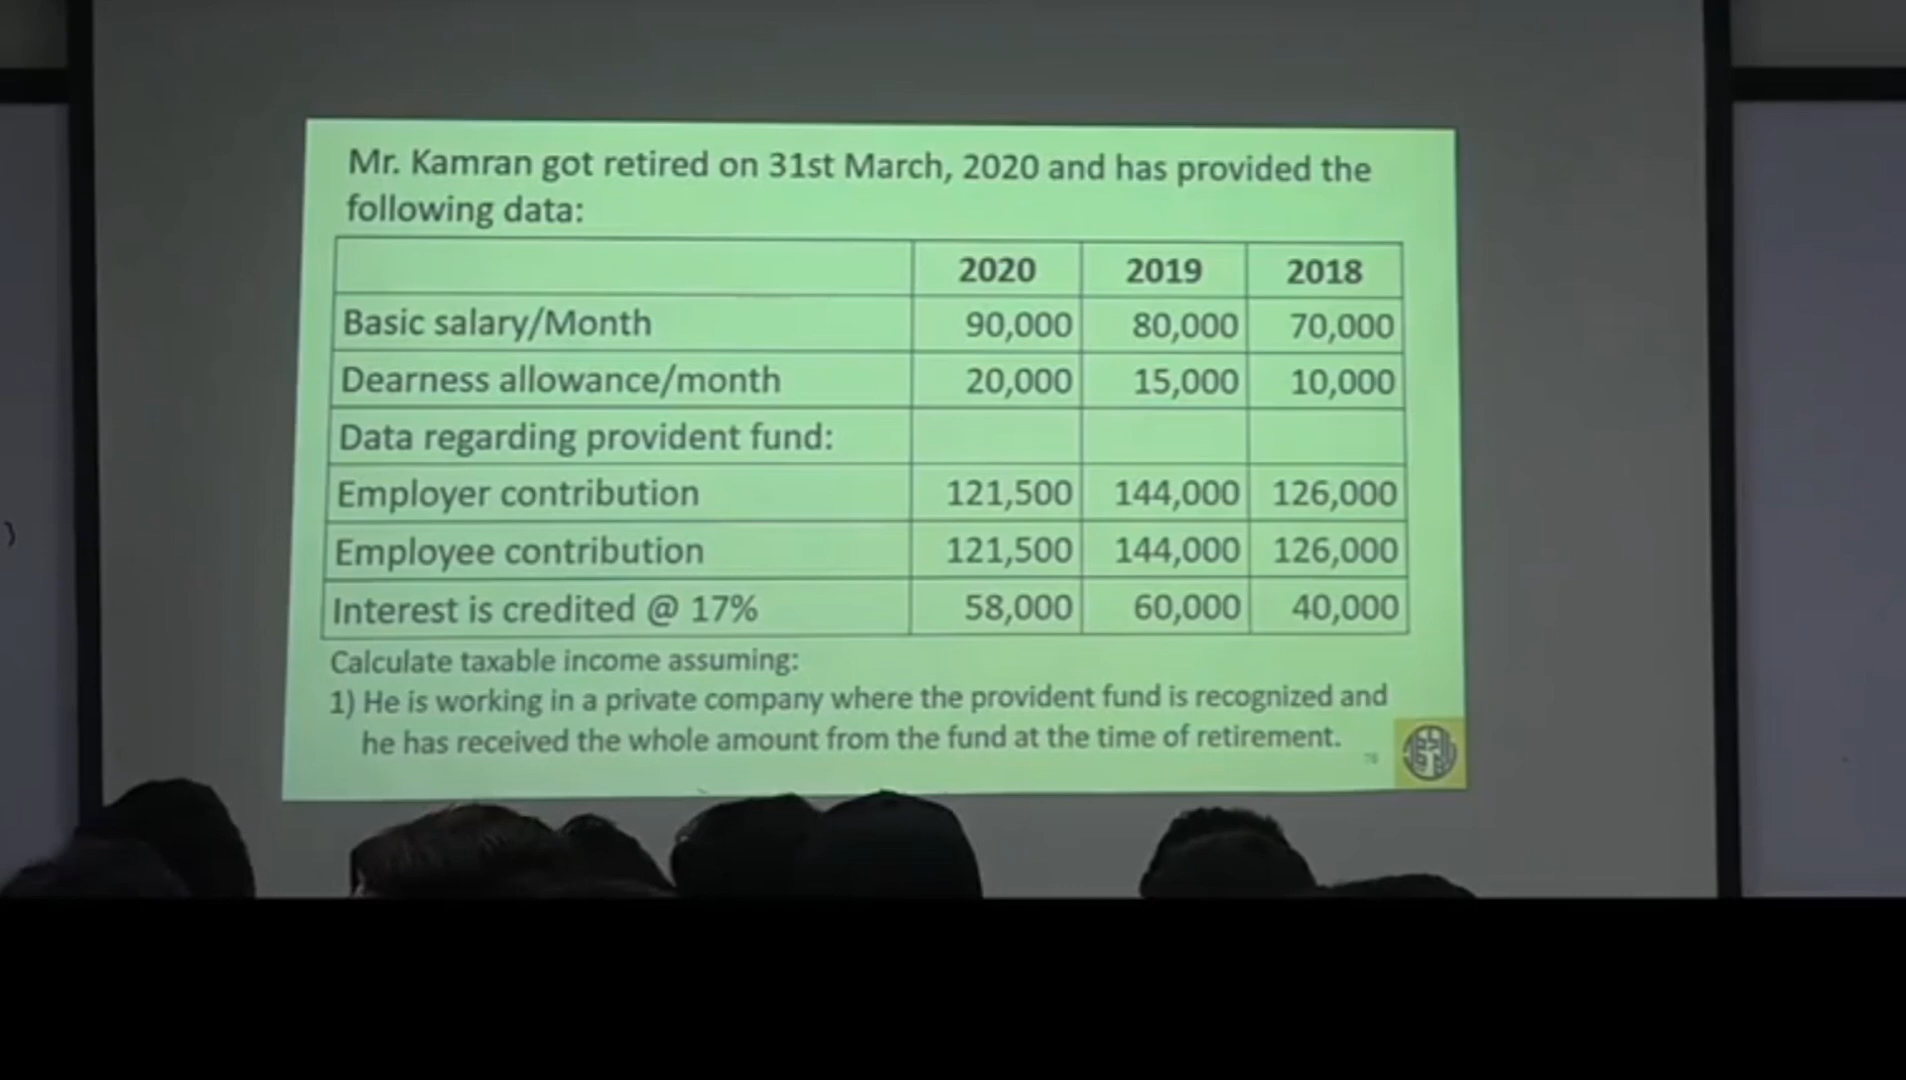 Mr. Kamran got retired on 31st March, 2020 and has provided the
following data:
2020 2019 2018
Basic salary/Month 90,000 80,000 70,000
Dearness allowance/month 20,000 15,000 10,000
Data regarding provident fund:
Employer contribution 121,500 144,000 126,000
Employee contribution 121,500 144,000 126,000
Interest is credited @ 17% 58,000 60,000 40,000
Calculate taxable income assuming:
1) He is working in a private company where the provident fund is recognized and
he has received the whole amount from the fund at the time of retirement.